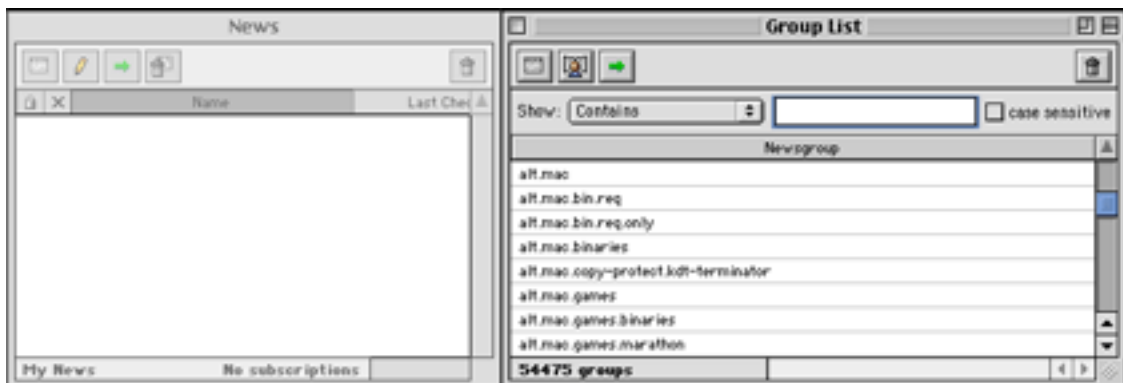 News
Name
Last Chec
My News
No subscriptions
Group List
Show: Contains
case sensitive
Newsgroup
alt.mac
alt.mac.bin.req
alt.mac.bin.req.only
alt.mac.binaries
alt.mac.copy-protect.kdt-terminator
alt.mac.games
alt.mac.games.binaries
alt.mac.games.marathon
54475 groups